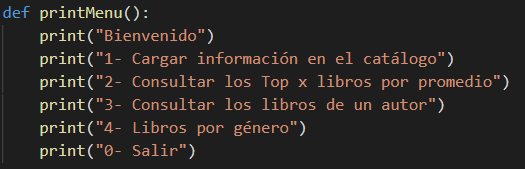 def printMenu():
    print("Bienvenido")
    print("1- Cargar información en el catálogo")
    print("2- Consultar los Top x libros por promedio")
    print("3- Consultar los libros de un autor")
    print("4- Libros por género")
    print("0- Salir")